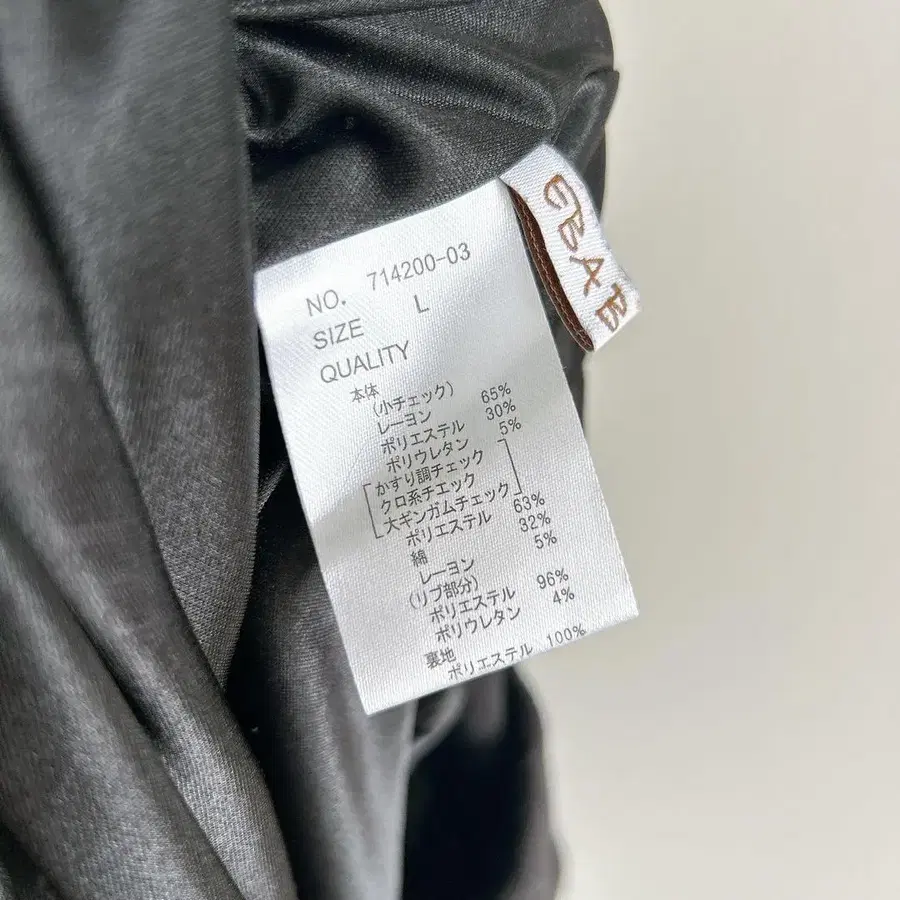 NO. 714200-03
SIZE L
QUALITY
本体
(小チェック)
レーヨン 65%
ポリエステル 30%
ポリウレタン 5%
かすり調チェック
クロ系チエック
大ギンガムチェック
ポリエステル 63%
綿 32%
レーヨン 5%
(リブ部分)
ポリエステル 96%
ポリウレタン 4%
裏地
ポリエステル 100%